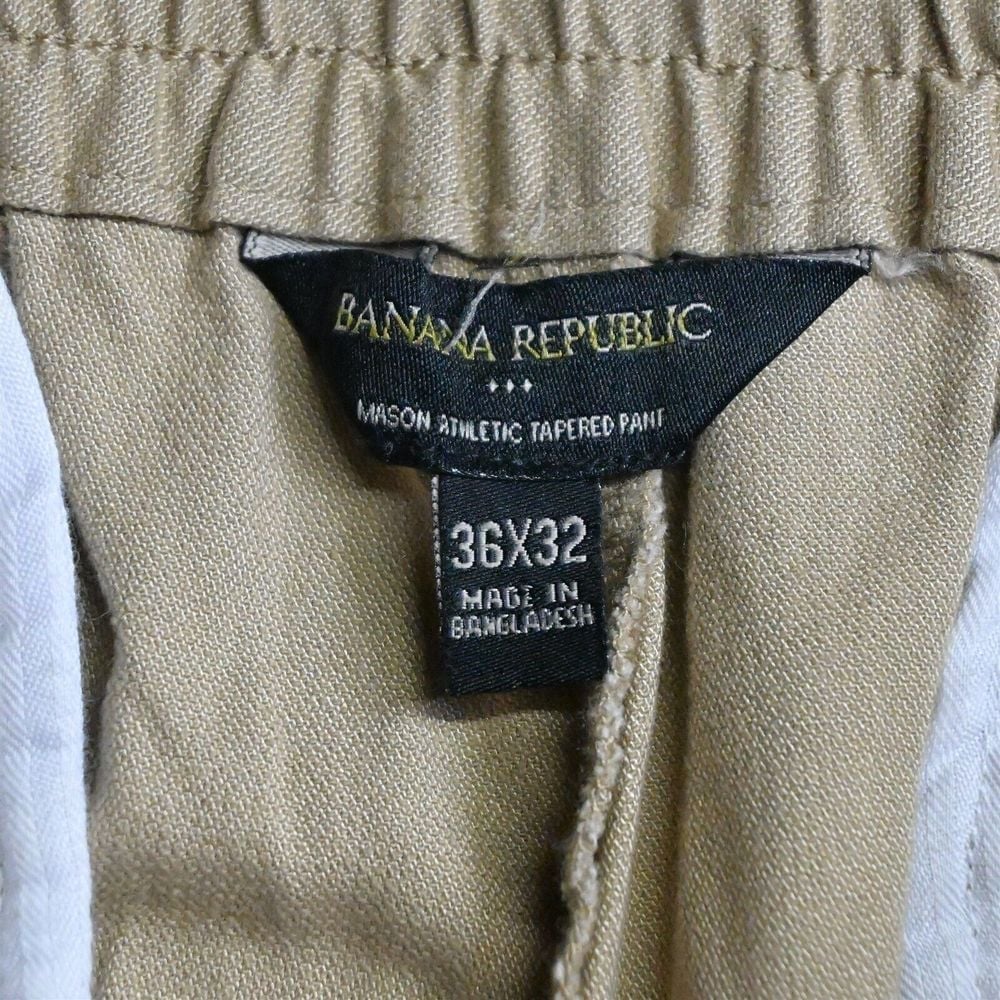 BANANA REPUBLIC
MASON ATHLETIC TAPERED PANT
36X32
MADE IN
BANGLADESH